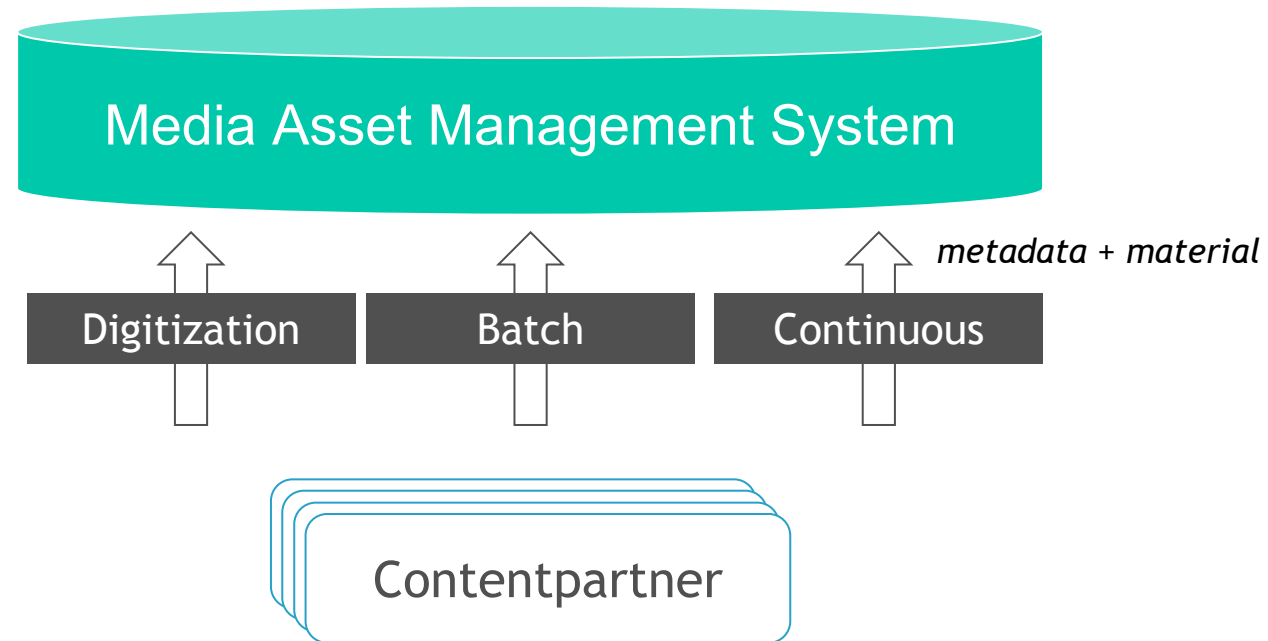 Media Asset Management System
metadata + material
Digitization
Batch
Continuous
Contentpartner